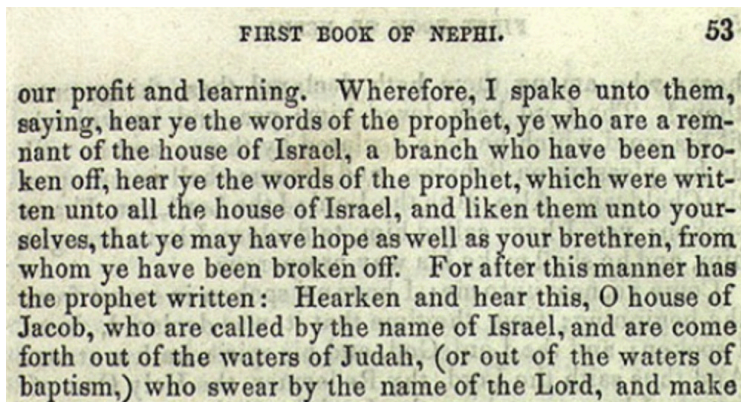 FIRST BOOK OF NEPHI. 53
our profit and learning. Wherefore, I spake unto them,
saying, hear ye the words of the prophet, ye who are a rem-
nant of the house of Israel, a branch who have been bro-
ken off, hear ye the words of the prophet, which were writ-
ten unto all the house of Israel, and liken them unto your-
selves, that ye may have hope as well as your brethren, from
whom ye have been broken off. For after this manner has
the prophet written: Hearken and hear this, O house of
Jacob, who are called by the name of Israel, and are come
forth out of the waters of Judah, (or out of the waters of
baptism,) who swear by the name of the Lord, and make